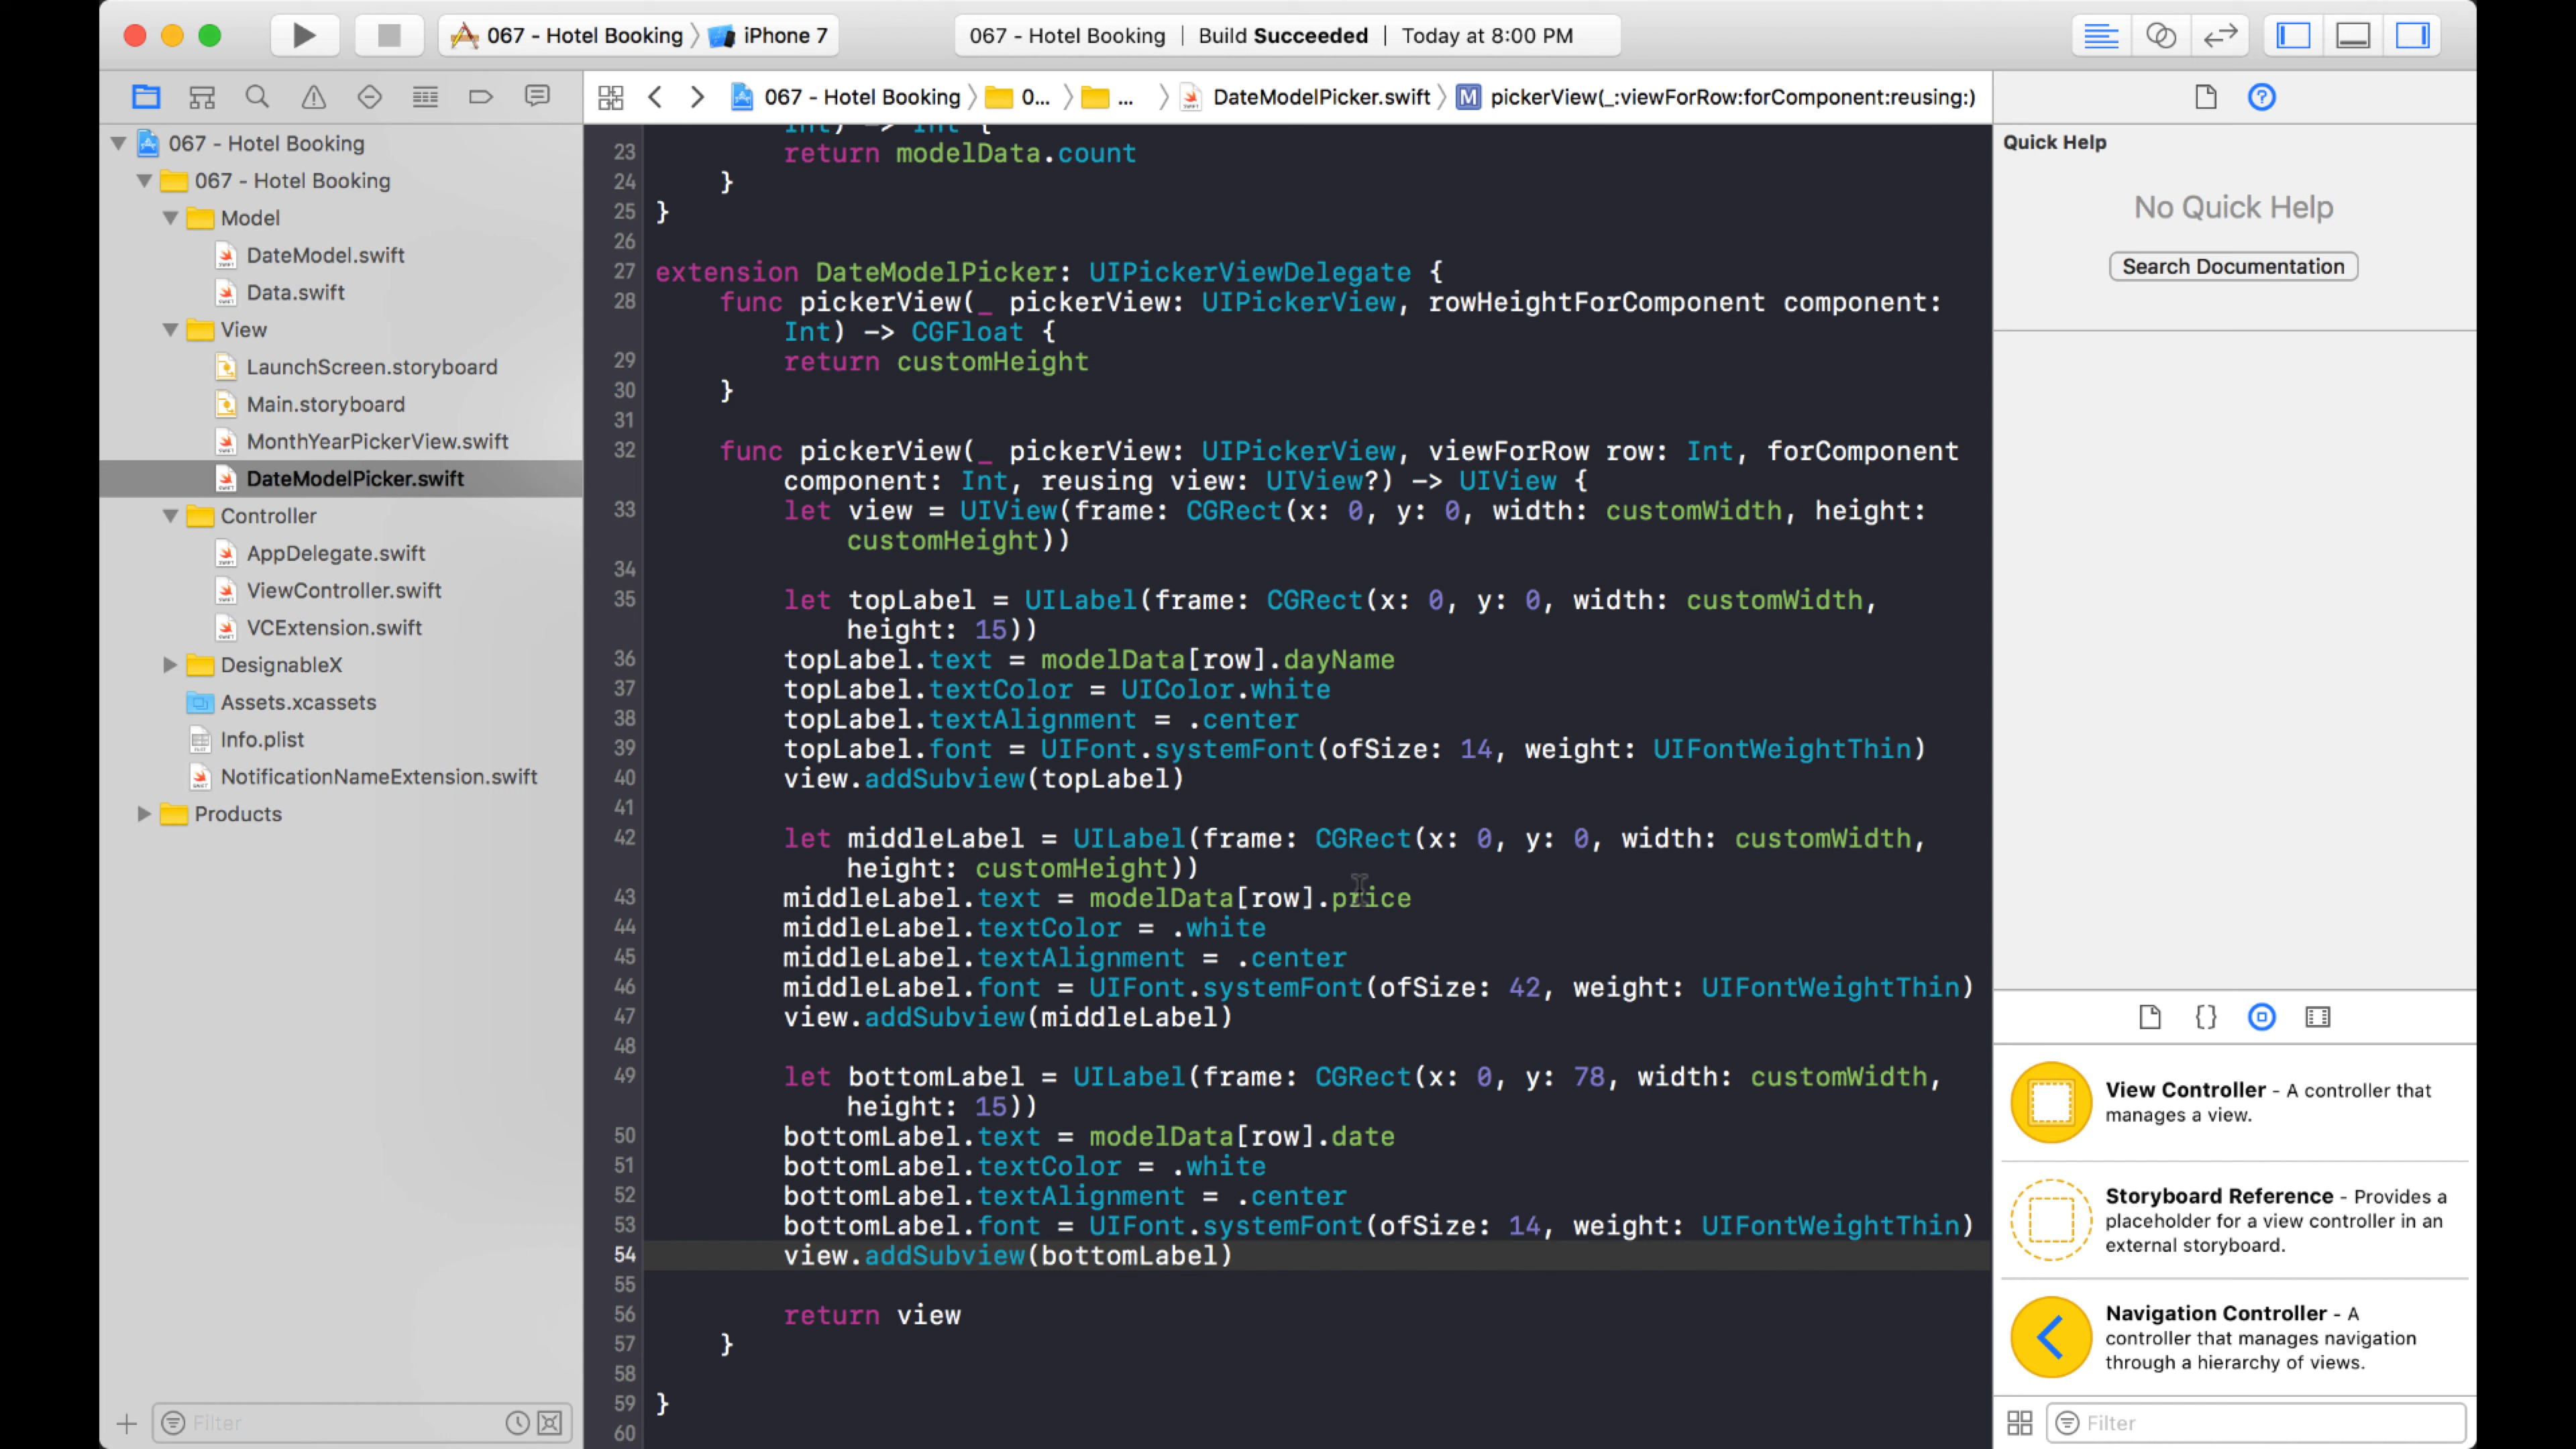 067 - Hotel Booking
iPhone 7
067 - Hotel Booking | Build Succeeded | Today at 8:00 PM
067 - Hotel Booking
0...
...
DateModelPicker.swift
M
pickerView(_:viewForRow:forComponent:reusing:)
067 - Hotel Booking
067 - Hotel Booking
Model
DateModel.swift
Data.swift
View
LaunchScreen.storyboard
Main.storyboard
MonthYearPickerView.swift
DateModelPicker.swift
Controller
AppDelegate.swift
ViewController.swift
VCExtension.swift
DesignableX
Assets.xcassets
Info.plist
NotificationNameExtension.swift
Products
Filter
Int) -> Int {
23 return modelData.count
24 }
25 }
26
27 extension DateModelPicker: UIPickerViewDelegate {
28 func pickerView(_ pickerView: UIPickerView, rowHeightForComponent component:
Int) -> CGFloat {
29 return customHeight
30 }
31
32 func pickerView(_ pickerView: UIPickerView, viewForRow row: Int, forComponent
component: Int, reusing view: UIView?) -> UIView {
33 let view = UIView(frame: CGRect(x: 0, y: 0, width: customWidth, height:
customHeight))
34
35 let topLabel = UILabel(frame: CGRect(x: 0, y: 0, width: customWidth,
height: 15))
36 topLabel.text = modelData[row].dayName
37 topLabel.textColor = UIColor.white
38 topLabel.textAlignment = .center
39 topLabel.font = UIFont.systemFont(ofSize: 14, weight: UIFontWeightThin)
40 view.addSubview(topLabel)
41
42 let middleLabel = UILabel(frame: CGRect(x: 0, y: 0, width: customWidth,
height: customHeight))
43 middleLabel.text = modelData[row].price
44 middleLabel.textColor = .white
45 middleLabel.textAlignment = .center
46 middleLabel.font = UIFont.systemFont(ofSize: 42, weight: UIFontWeightThin)
47 view.addSubview(middleLabel)
48
49 let bottomLabel = UILabel(frame: CGRect(x: 0, y: 78, width: customWidth,
height: 15))
50 bottomLabel.text = modelData[row].date
51 bottomLabel.textColor = .white
52 bottomLabel.textAlignment = .center
53 bottomLabel.font = UIFont.systemFont(ofSize: 14, weight: UIFontWeightThin)
54 view.addSubview(bottomLabel)
55
56 return view
57 }
58
59 }
60
Quick Help
No Quick Help
Search Documentation
{}
View Controller - A controller that
manages a view.
Storyboard Reference - Provides a
placeholder for a view controller in an
external storyboard.
Navigation Controller - A
controller that manages navigation
through a hierarchy of views.
Filter